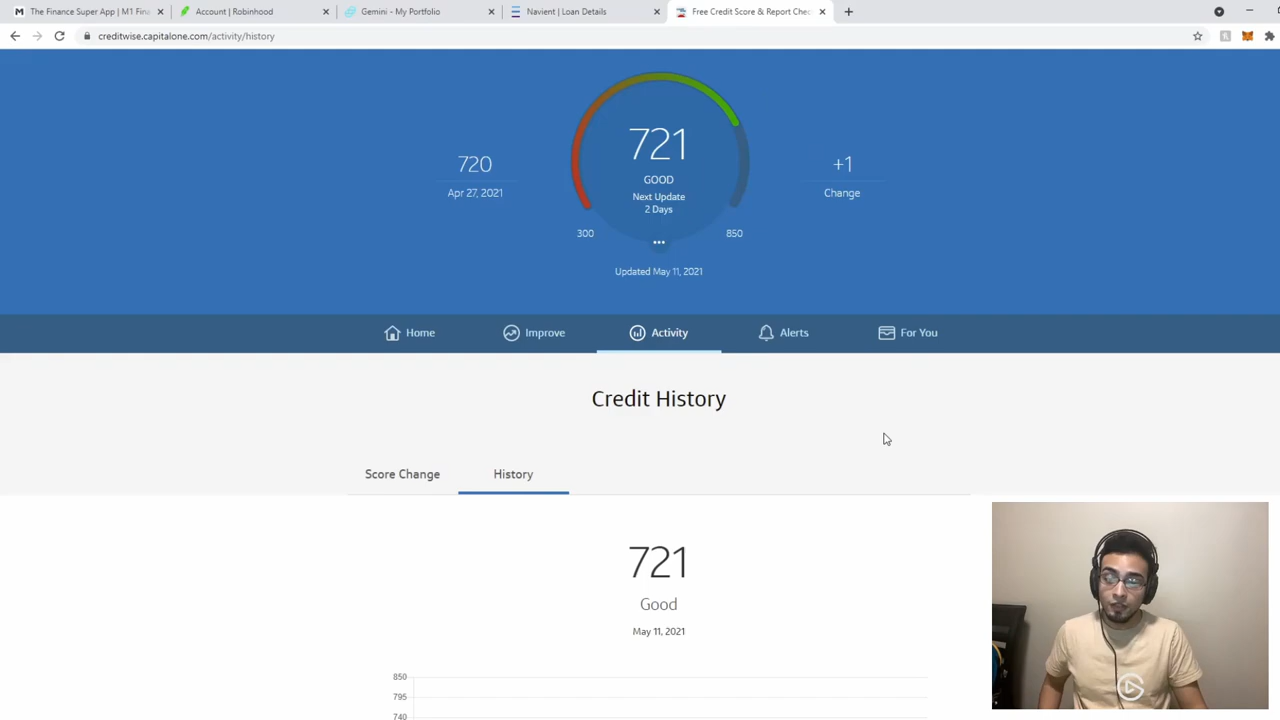 The Finance Super App | M1 Fina
Account | Robinhood
Gemini - My Portfolio
Navient | Loan Details
Free Credit Score & Report Chec
creditwise.capitalone.com/activity/history
721
GOOD
Next Update
2 Days
720
Apr 27, 2021
+1
Change
300
850
Updated May 11, 2021
Home
Improve
Activity
Alerts
For You
Credit History
Score Change
History
721
Good
May 11, 2021
850
795
740